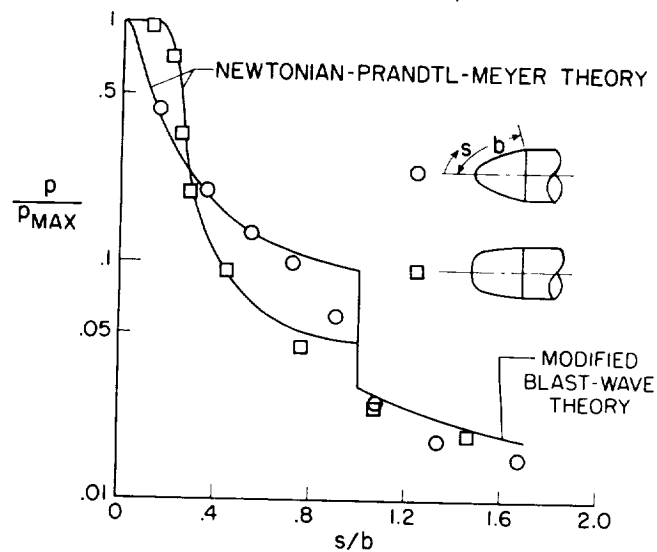 1
.5
.1
.05
.01
p
pMAX
NEWTONIAN-PRANDTL-MEYER THEORY
s
b
MODIFIED
BLAST-WAVE
THEORY
0
.4
.8
1.2
1.6
2.0
s/b